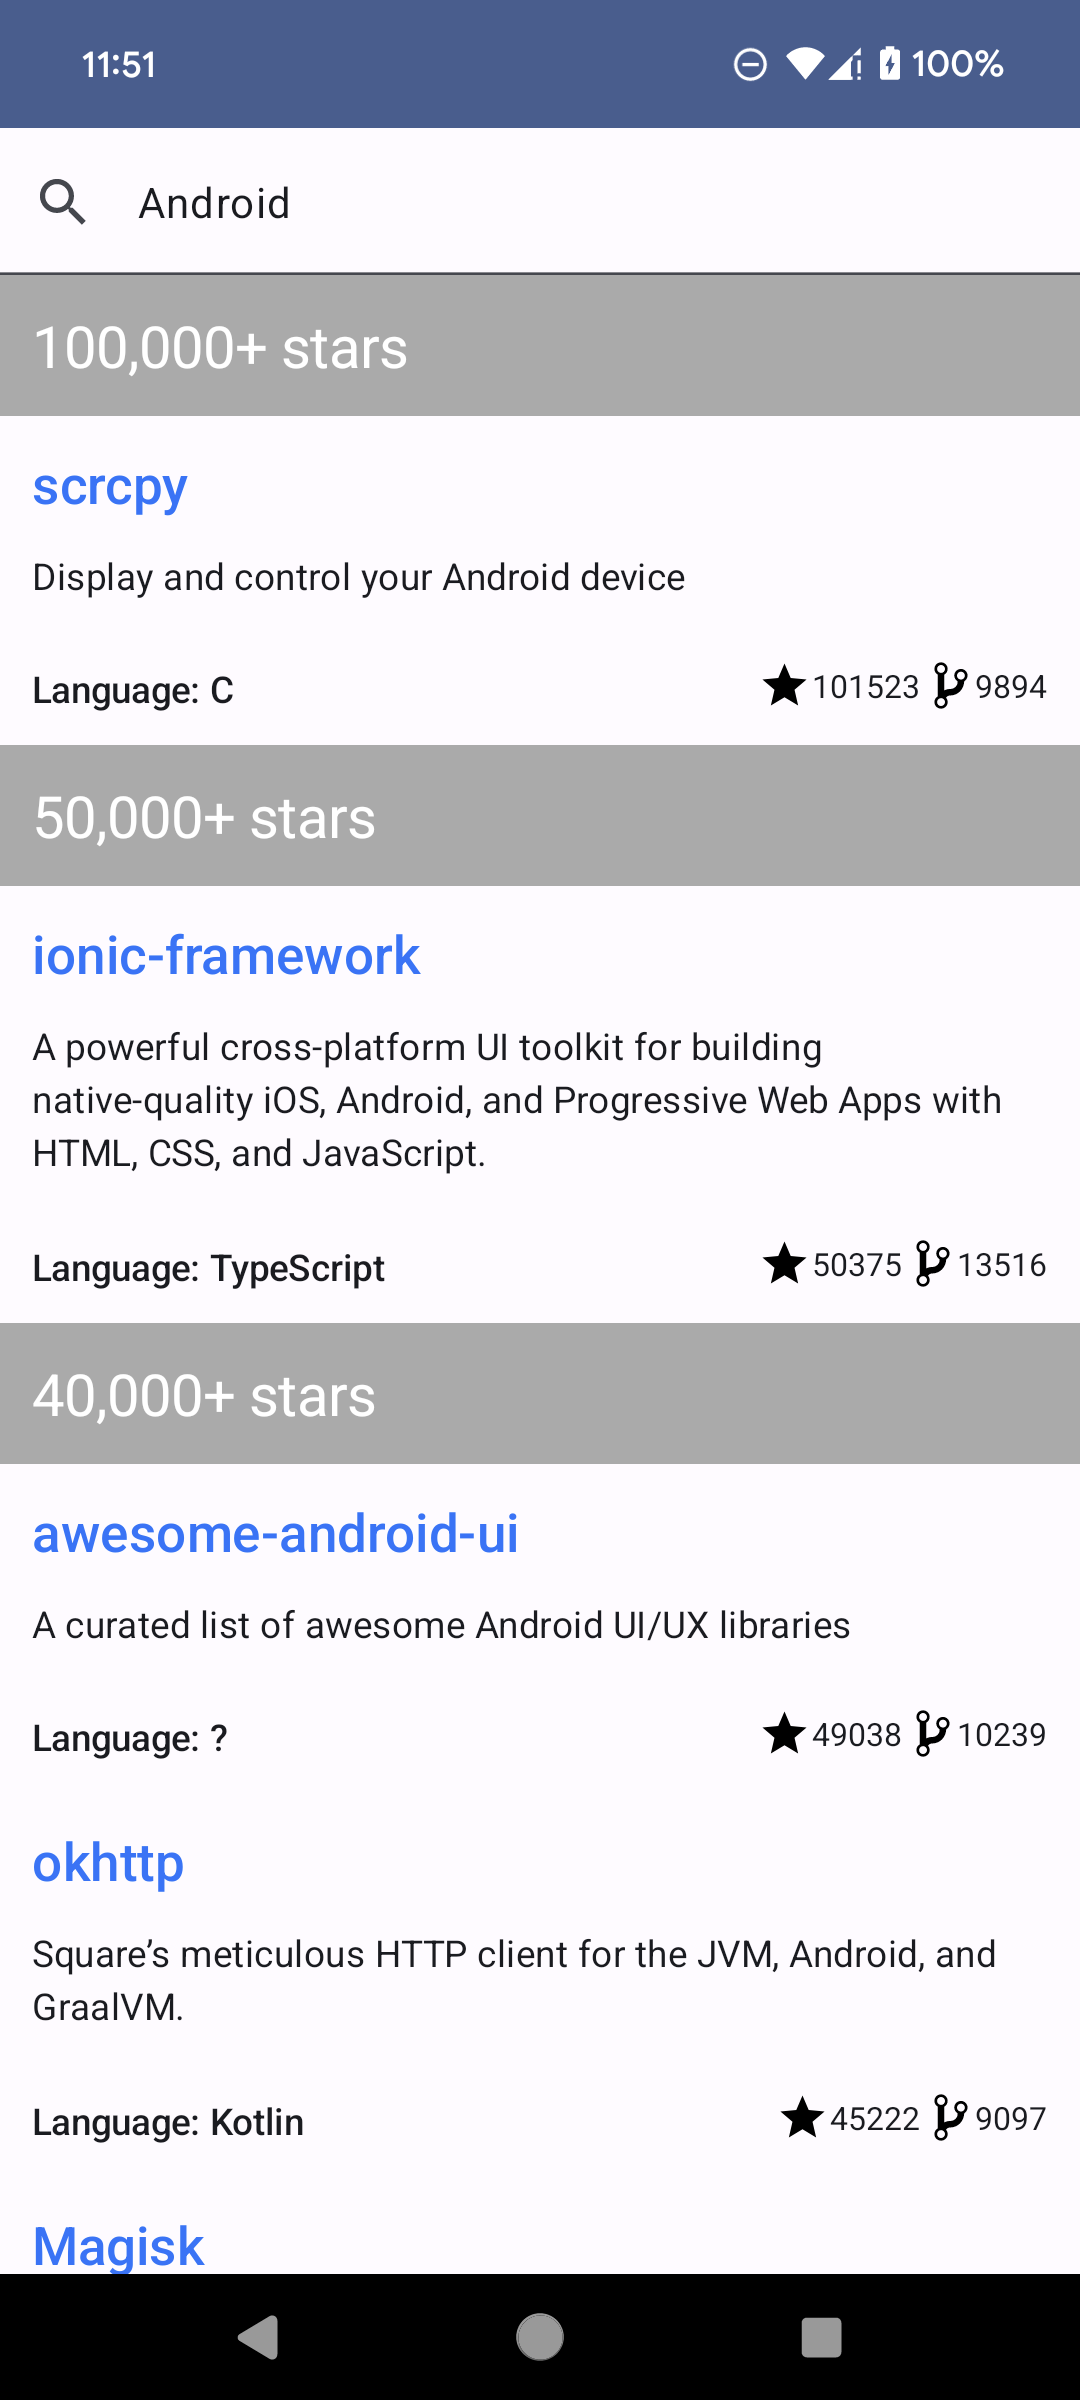 11:51
100%
Android
100,000+ stars
scrcpy
Display and control your Android device
Language: C 101523 9894
50,000+ stars
ionic-framework
A powerful cross-platform UI toolkit for building
native-quality iOS, Android, and Progressive Web Apps with
HTML, CSS, and JavaScript.
Language: TypeScript 50375 13516
40,000+ stars
awesome-android-ui
A curated list of awesome Android UI/UX libraries
Language: ? 49038 10239
okhttp
Square’s meticulous HTTP client for the JVM, Android, and
GraalVM.
Language: Kotlin 45222 9097
Magisk